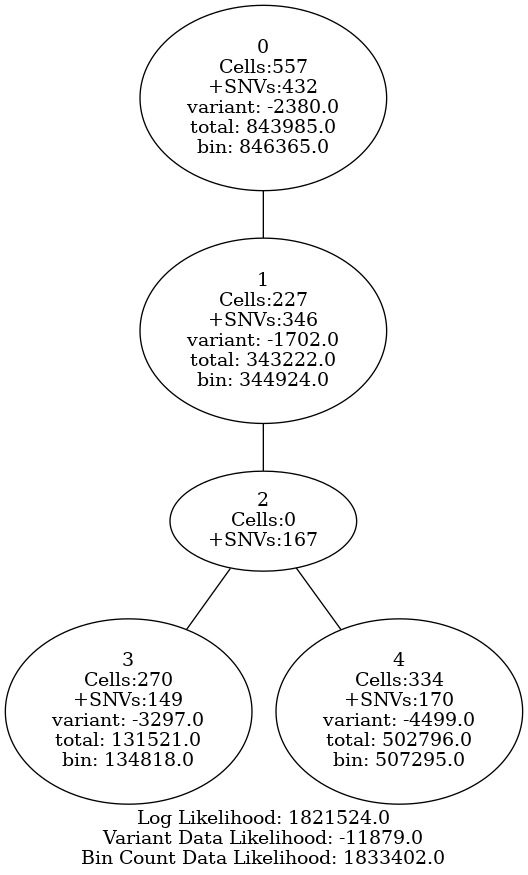 0
Cells:557
+SNVs:432
variant: -2380.0
total: 843985.0
bin: 846365.0
1
Cells:227
+SNVs:346
variant: -1702.0
total: 343222.0
bin: 344924.0
2
Cells:0
+SNVs:167
3
Cells:270
+SNVs:149
variant: -3297.0
total: 131521.0
bin: 134818.0
4
Cells:334
+SNVs:170
variant: -4499.0
total: 502796.0
bin: 507295.0
Log Likelihood: 1821524.0
Variant Data Likelihood: -11879.0
Bin Count Data Likelihood: 1833402.0